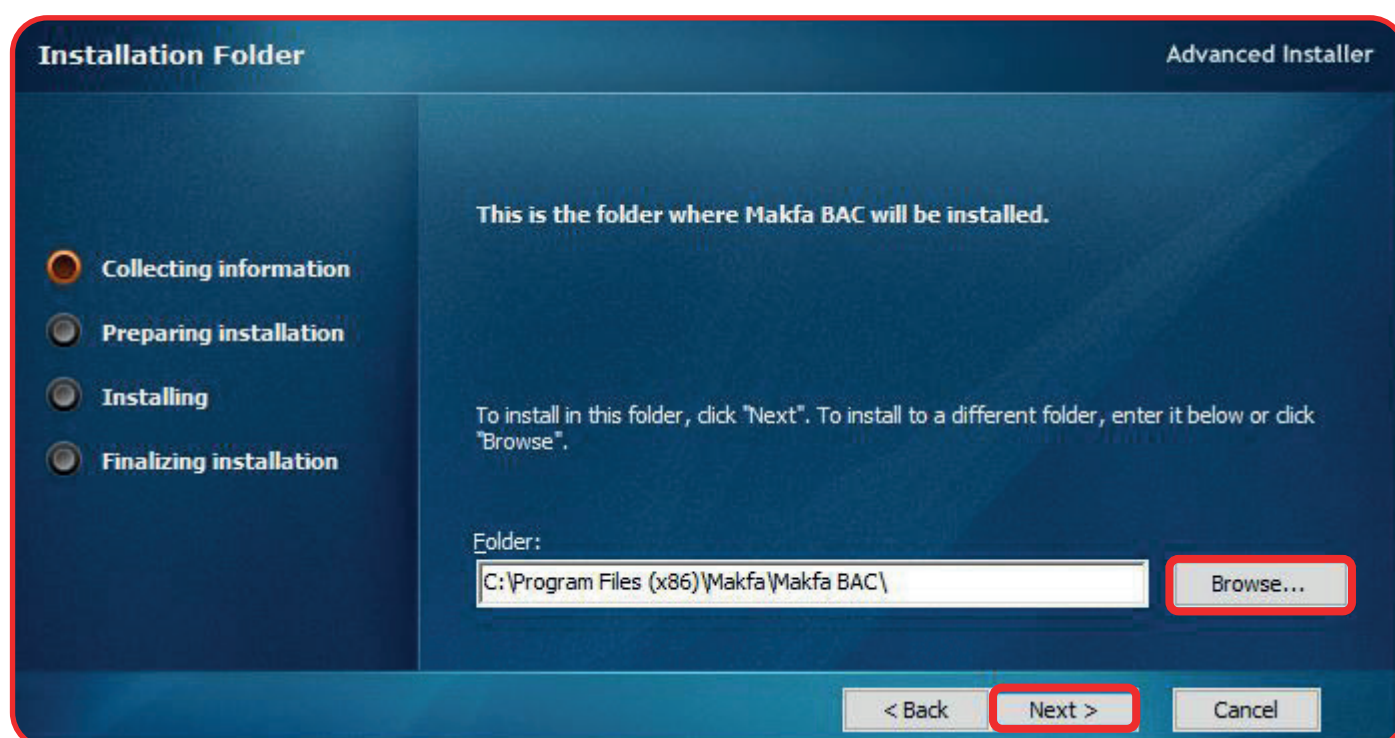 Installation Folder
Advanced Installer
This is the folder where Makfa BAC will be installed.
Collecting information
Preparing installation
Installing
Finalizing installation
To install in this folder, click "Next". To install to a different folder, enter it below or click
"Browse".
Folder:
C:\Program Files (x86)\Makfa\Makfa BAC\
Browse...
< Back
Next >
Cancel